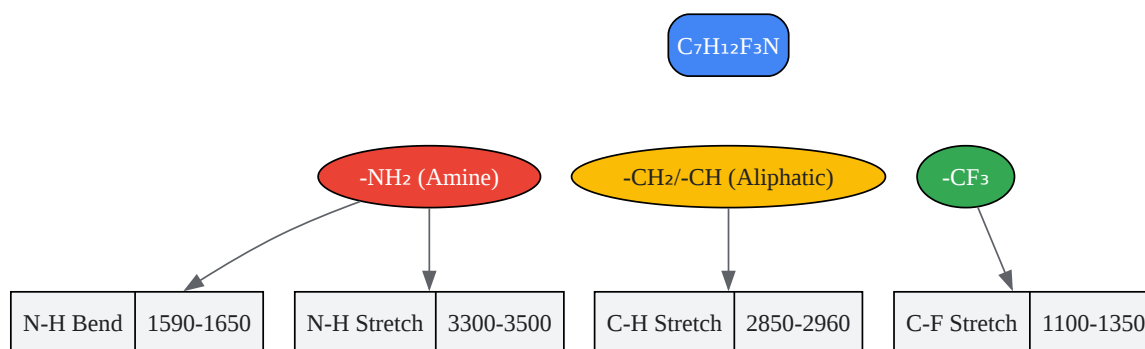 C₇H₁₂F₃N
-NH₂ (Amine)
-CH₂/-CH (Aliphatic)
-CF₃
N-H Bend 1590-1650
N-H Stretch 3300-3500
C-H Stretch 2850-2960
C-F Stretch 1100-1350